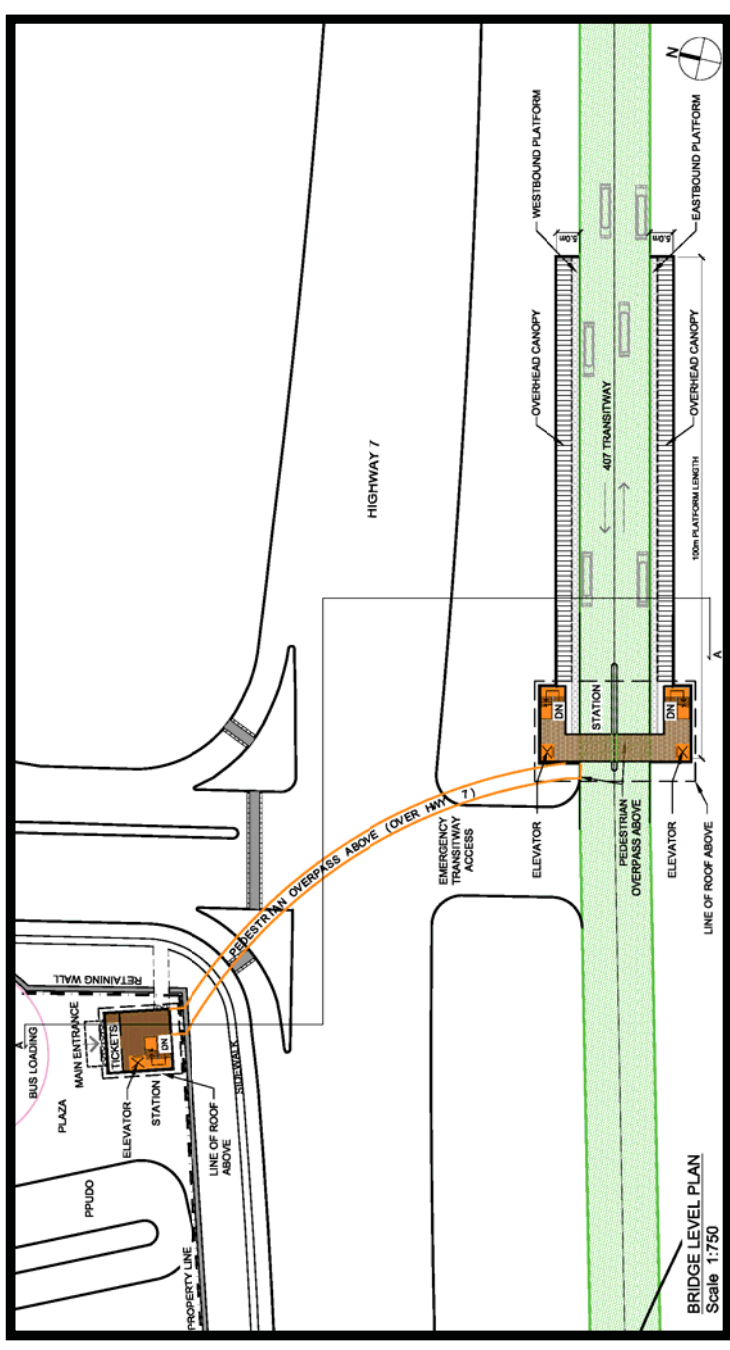 N
WESTBOUND PLATFORM
EASTBOUND PLATFORM
5.0m
5.0m
OVERHEAD CANOPY
OVERHEAD CANOPY
407 TRANSITWAY
100m PLATFORM LENGTH
HIGHWAY 7
A
STATION
DN
DN
ELEVATOR
PEDESTRIAN
OVERPASS ABOVE
ELEVATOR
LINE OF ROOF ABOVE
EMERGENCY
TRANSITWAY
ACCESS
PEDESTRIAN OVERPASS ABOVE (OVER HWY 7)
RETAINING WALL
A
BUS LOADING
MAIN ENTRANCE
TICKETS
DN
PLAZA
ELEVATOR
STATION
LINE OF ROOF
ABOVE
SIDEWALK
PPUDO
PROPERTY LINE
BRIDGE LEVEL PLAN
Scale 1:750